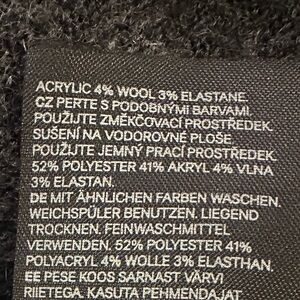 ACRYLIC 4% WOOL 3% ELASTANE.
CZ PERTE S PODOBNÝMI BARVAMI.
POUŽIJTE ZMĚKČOVACÍ PROSTŘEDEK.
SUŠENÍ NA VODOROVNÉ PLOŠE.
POUŽIJTE JEMNÝ PRACÍ PROSTŘEDEK.
52% POLYESTER 41% AKRYL 4% VLNA
3% ELASTAN.
DE MIT ÄHNLICHEN FARBEN WASCHEN.
WEICHSPÜLER BENUTZEN. LIEGEND
TROCKNEN. FEINWASCHMITTEL
VERWENDEN. 52% POLYESTER 41%
POLYACRYL 4% WOLLE 3% ELASTHAN.
EE PESE KOOS SARNAST VÄRVI
RIIETEGA. KASUTA PEHMENDAJAT.